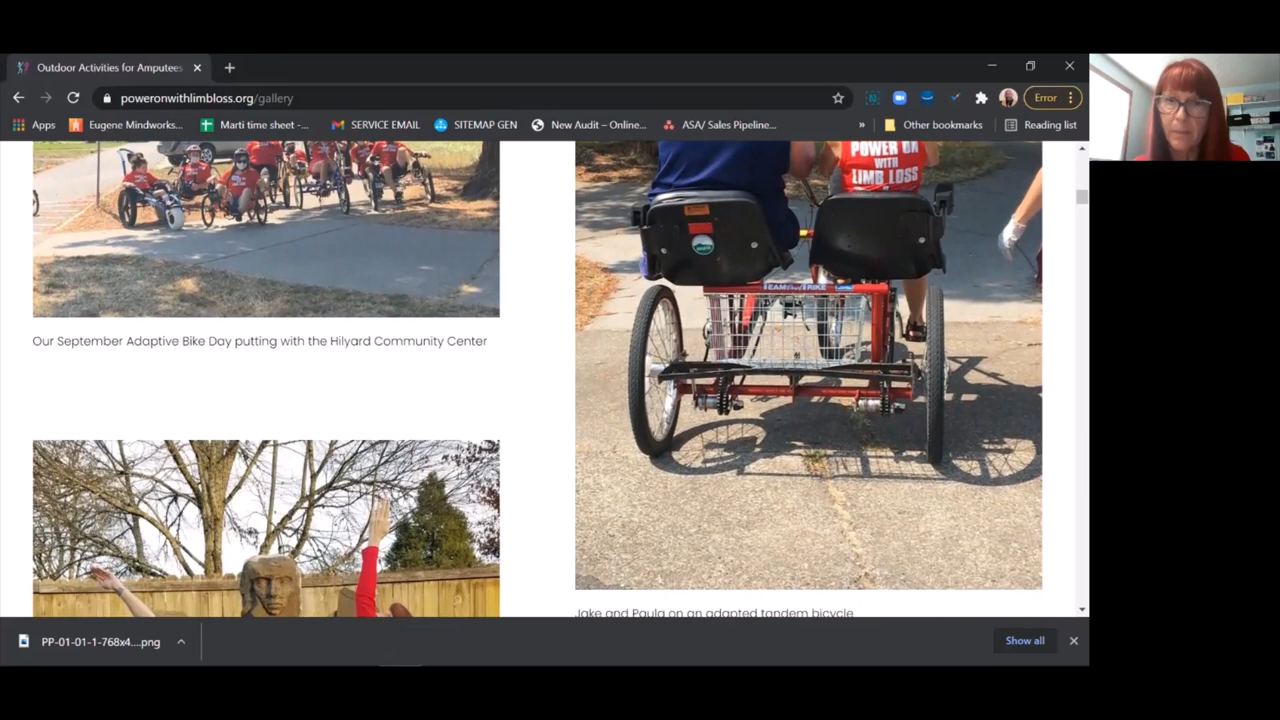 Outdoor Activities for Amputees
poweronwithlimbloss.org/gallery
Error
Apps
Eugene Mindworks...
Marti time sheet -...
SERVICE EMAIL
SITEMAP GEN
New Audit – Online...
ASA/ Sales Pipeline...
»
Other bookmarks
Reading list
POWER ON
WITH
LIMB LOSS
Our September Adaptive Bike Day putting with the Hilyard Community Center
Jake and Paula on an adapted tandem bicycle
PP-01-01-1-768x4....png
Show all